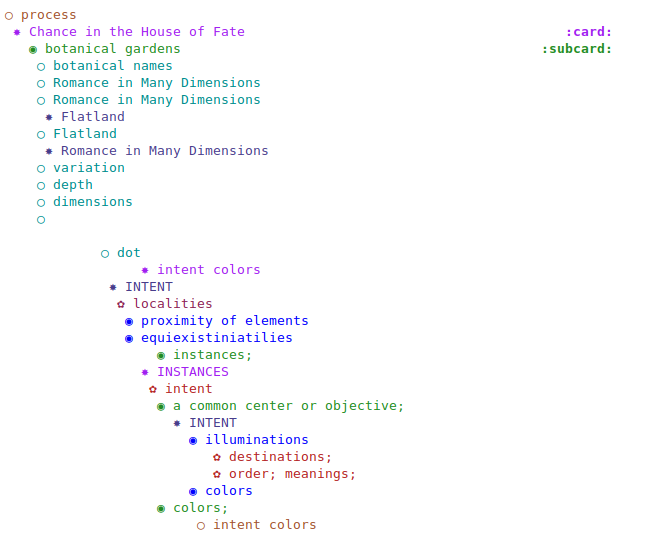 ○ process
✸ Chance in the House of Fate :card:
◉ botanical gardens :subcard:
○ botanical names
○ Romance in Many Dimensions
○ Romance in Many Dimensions
✸ Flatland
○ Flatland
✸ Romance in Many Dimensions
○ variation
○ depth
○ dimensions
○
○ dot
✸ intent colors
✸ INTENT
✿ localities
◉ proximity of elements
◉ equiexistiniatilies
◉ instances;
✸ INSTANCES
✿ intent
◉ a common center or objective;
✸ INTENT
◉ illuminations
✿ destinations;
✿ order; meanings;
◉ colors
◉ colors;
○ intent colors